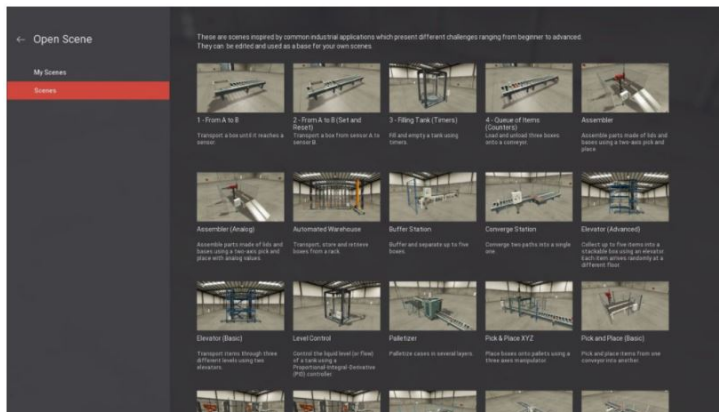 ← Open Scene
My Scenes
Scenes
These are scenes inspired by common industrial applications which present different challenges ranging from beginner to advanced.
They can be edited and used as a base for your own scenes.
1 - From A to B
Transport a box until it reaches a
sensor.
2 - From A to B (Set and
Reset)
Transport a box from sensor A to
sensor B.
3 - Filling Tank (Timers)
Fill and empty a tank using
timers.
4 - Queue of Items
(Counters)
Load and unload three boxes
onto a conveyor.
Assembler
Assemble parts made of lids and
bases using a two-axis pick and
place.
Assembler (Analog)
Assemble parts made of lids and
bases using a two-axis pick and
place with analog values.
Automated Warehouse
Transport, store and retrieve
boxes from a rack.
Buffer Station
Buffer and separate up to five
boxes.
Converge Station
Converge two paths into a single
one.
Elevator (Advanced)
Collect up to five items into a
stackable box using an elevator.
Each item arrives randomly at a
different floor.
Elevator (Basic)
Transport items through three
different levels using two
elevators.
Level Control
Control the liquid level (or flow)
of a tank using a
Proportional-Integral-Derivative
(PID) controller.
Palletizer
Palletize cases in several layers.
Pick & Place XYZ
Place boxes onto pallets using a
three axes manipulator.
Pick and Place (Basic)
Pick and place items from one
conveyor into another.